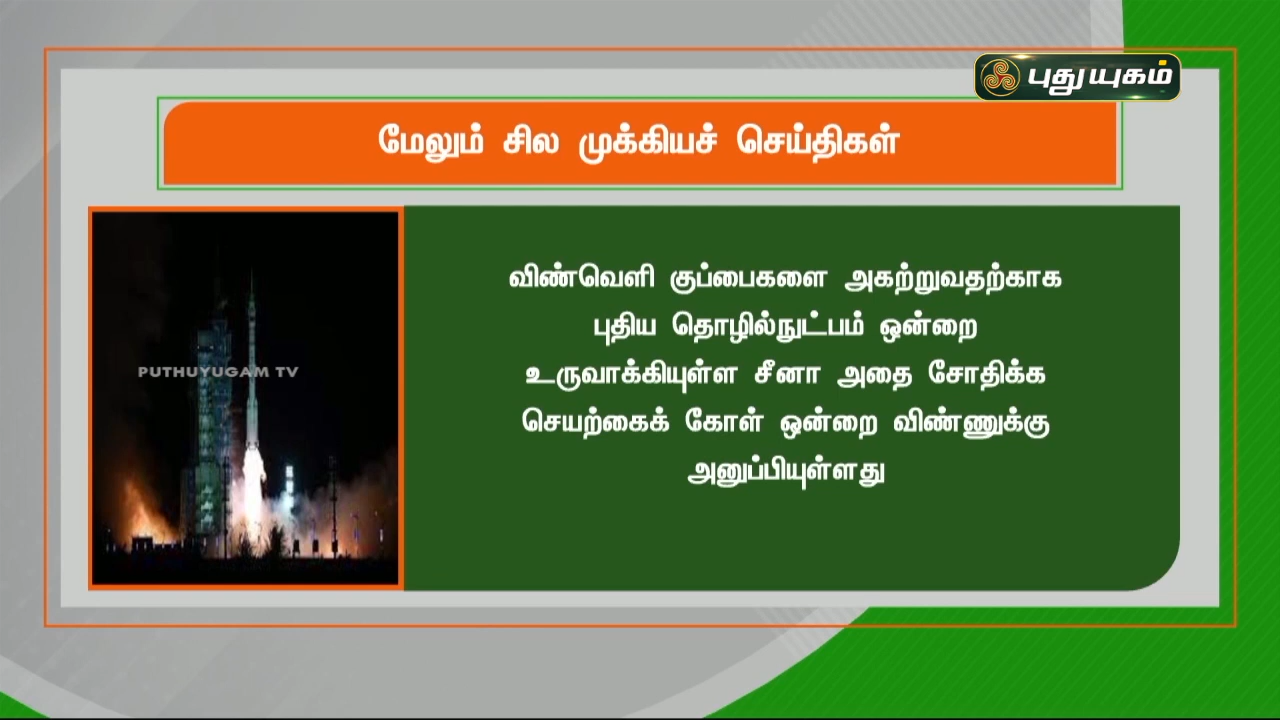 புதுயுகம்
மேலும் சில முக்கியச் செய்திகள்
விண்வெளி குப்பைகளை அகற்றுவதற்காக
புதிய தொழில்நுட்பம் ஒன்றை
உருவாக்கியுள்ள சீனா அதை சோதிக்க
செயற்கைக் கோள் ஒன்றை விண்ணுக்கு
அனுப்பியுள்ளது
PUTHUYUGAM TV